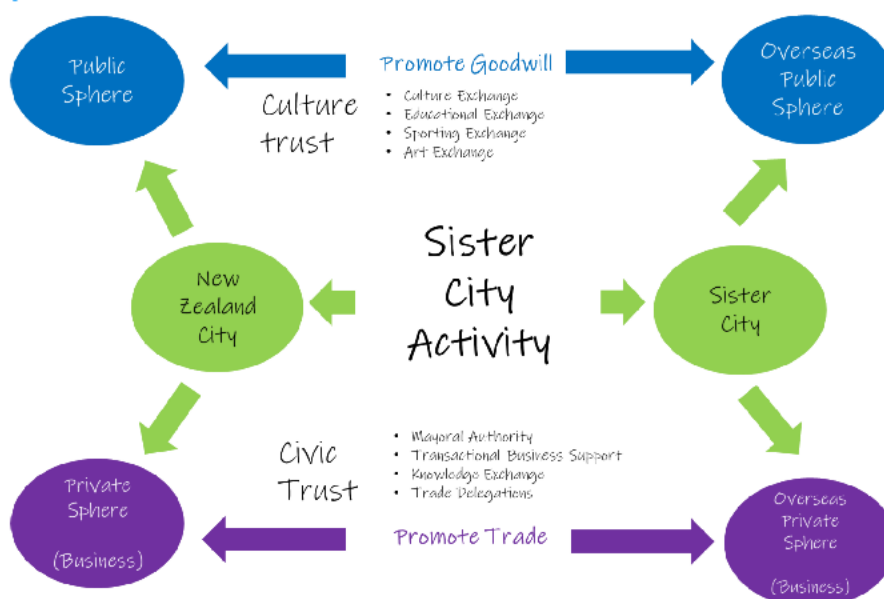 Public
Sphere
Promote Goodwill
Overseas
Public
Sphere
Culture
trust
• Culture Exchange
• Educational Exchange
• Sporting Exchange
• Art Exchange
New
Zealand
City
Sister
City
Activity
Sister
City
Civic
Trust
• Mayoral Authority
• Transactional Business Support
• Knowledge Exchange
• Trade Delegations
Private
Sphere
(Business)
Promote Trade
Overseas
Private
Sphere
(Business)